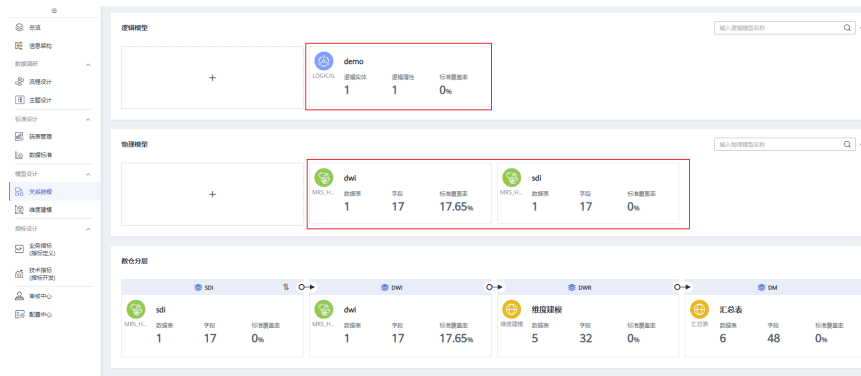 总览
信息架构
数据调研
流程设计
主题设计
标准设计
码表管理
数据标准
模型设计
关系建模
维度建模
指标设计
业务指标
(指标定义)
技术指标
(指标开发)
审核中心
配置中心
逻辑模型
输入逻辑模型名称
+
demo
LOGICAL 逻辑实体 逻辑属性 标准覆盖率
1 1 0%
物理模型
输入物理模型名称
+
dwi
MRS_H... 数据表 字段 标准覆盖率
1 17 17.65%
sdi
MRS_H... 数据表 字段 标准覆盖率
1 17 0%
数仓分层
SDI DWI DWR DM
sdi
MRS_H... 数据表 字段 标准覆盖率
1 17 0%
dwi
MRS_H... 数据表 字段 标准覆盖率
1 17 17.65%
维度建模
维度建模 数据表 字段 标准覆盖率
5 32 0%
汇总表
汇总表 数据表 字段 标准覆盖率
6 48 0%